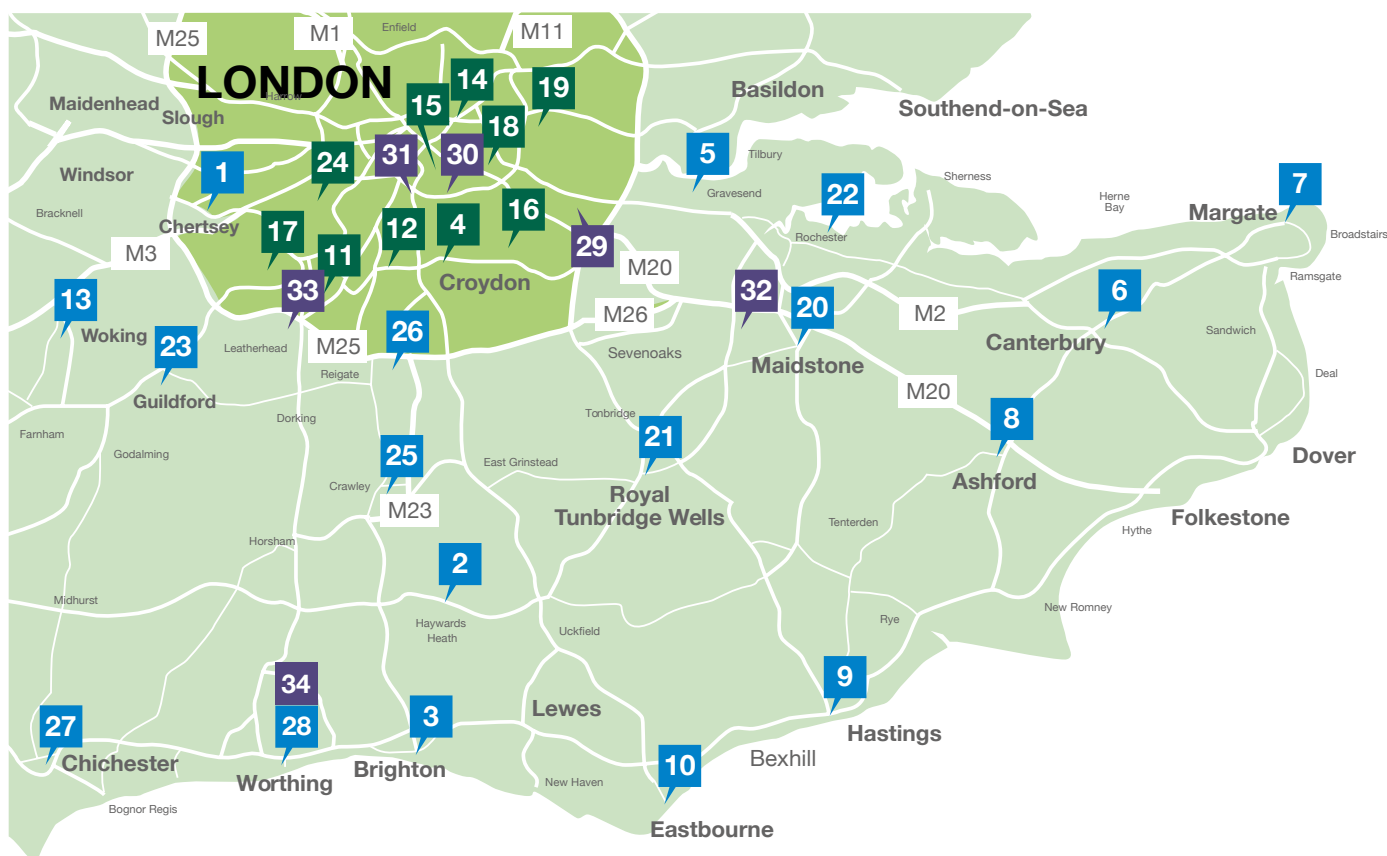 M25
M1
Enfield
M11
LONDON
Harrow
Maidenhead
Slough
14
15
19
18
Basildon
Southend-on-Sea
Windsor
1
24
31
30
5
Tilbury
Gravesend
22
Sherness
Herne
Bay
7
Margate
Broadstairs
Bracknell
Chertsey
17
12
4
16
29
Rochester
M3
11
33
Croydon
M20
32
20
M2
6
Ramsgate
13
Woking
23
Leatherhead
M25
26
M26
Sevenoaks
Maidstone
Canterbury
Sandwich
Deal
Reigate
Guildford
M20
Dorking
Tonbridge
21
8
Farnham
Godalming
25
Crawley
East Grinstead
Dover
M23
Royal
Tunbridge Wells
Ashford
Folkestone
Tenterden
Hythe
Horsham
2
Midhurst
Haywards
Heath
Uckfield
Rye
New Romney
34
28
27
3
Lewes
9
Hastings
Chichester
Worthing
Brighton
New Haven
10
Bexhill
Bognor Regis
Eastbourne